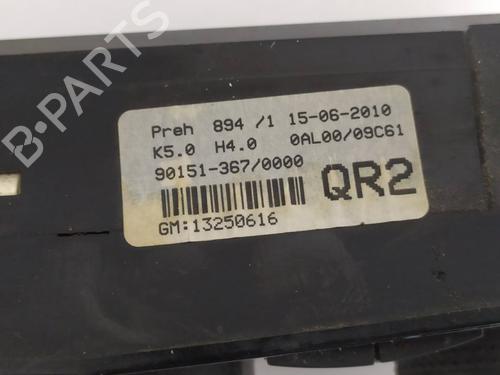 Preh 894 /1 15-06-2010
K5.0 H4.0 0AL00/09C61
90151-367/0000
QR2
GM:13250616
B-PARTS